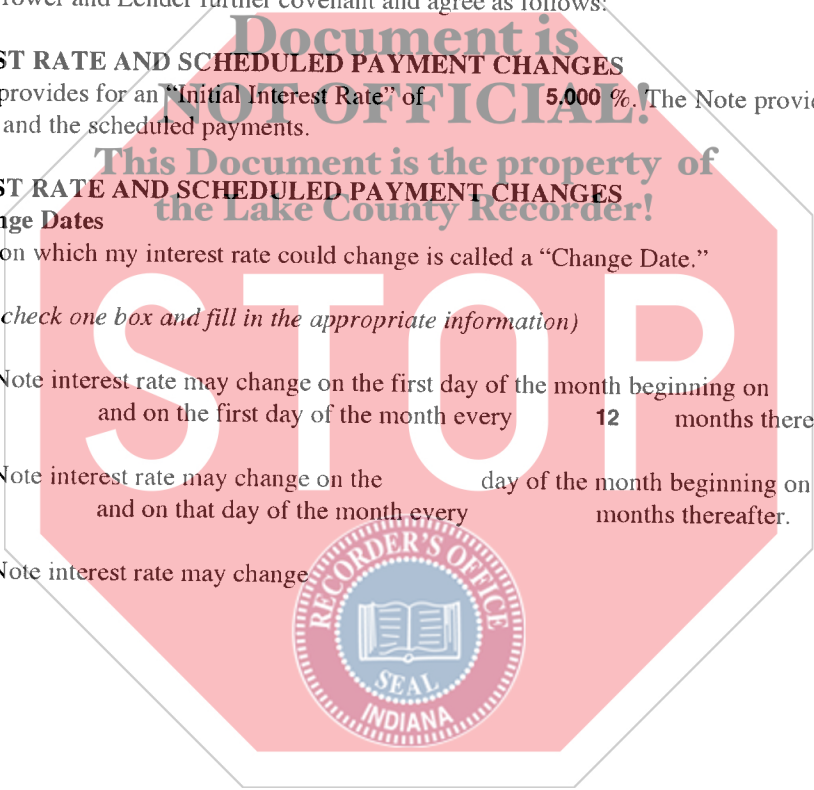 rower and Lender further covenant and agree as follows:
Document is
ST RATE AND SCHEDULED PAYMENT CHANGES
provides for an “Initial Interest Rate” of 5.000 %. The Note provi
NOT OFFICIAL!
and the scheduled payments.
This Document is the property of
ST RATE AND SCHEDULED PAYMENT CHANGES
the Lake County Recorder!
nge Dates
on which my interest rate could change is called a “Change Date.”
check one box and fill in the appropriate information)
STOP
Note interest rate may change on the first day of the month beginning on
and on the first day of the month every 12 months there
Note interest rate may change on the day of the month beginning on
and on that day of the month every months thereafter.
Note interest rate may change
RECORDER'S OFFICE
SEAL
INDIANA